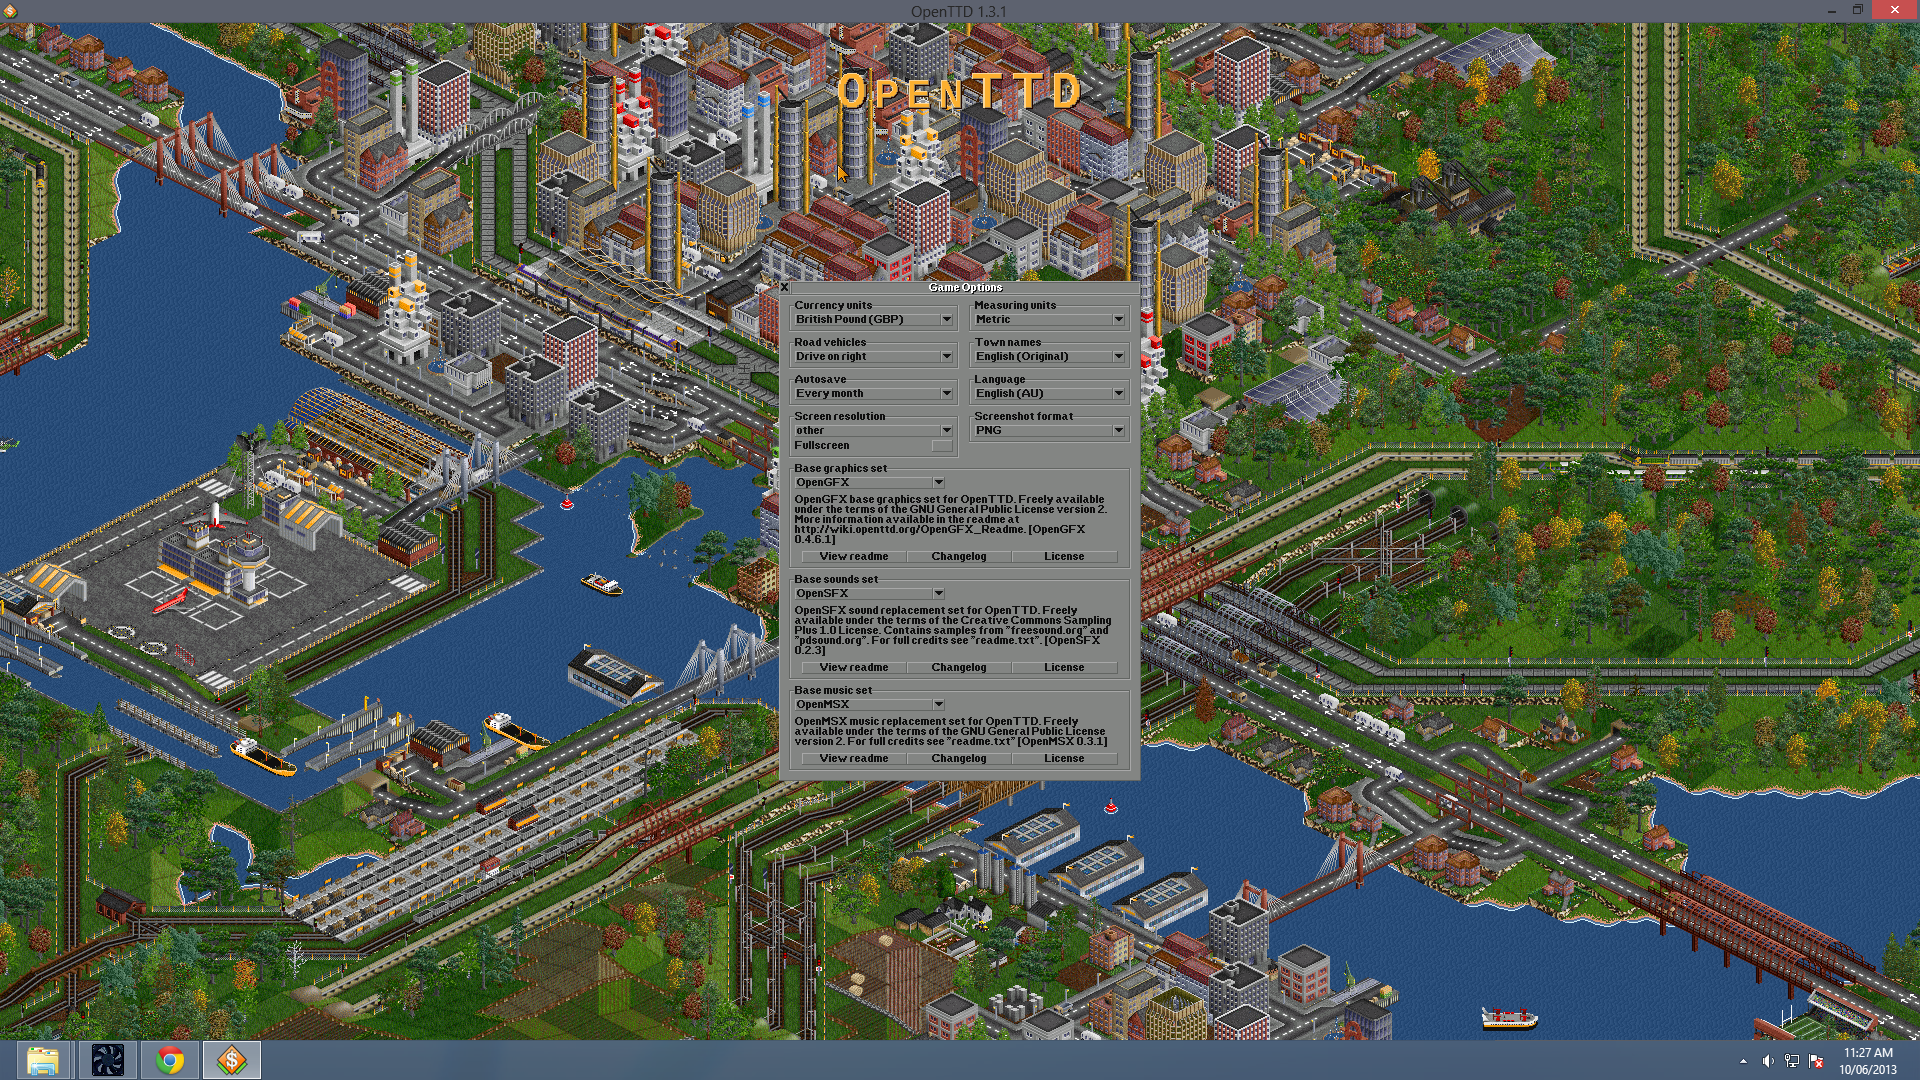 OpenTTD 1.3.1
OPENTTD
X Game Options
Currency units
British Pound (GBP)
Measuring units
Metric
Road vehicles
Drive on right
Town names
English (Original)
Autosave
Every month
Language
English (AU)
Screen resolution
other
Fullscreen
Screenshot format
PNG
Base graphics set
OpenGFX
OpenGFX base graphics set for OpenTTD. Freely available
under the terms of the GNU General Public License version 2.
More information available in the readme at
http://wiki.openttd.org/OpenGFX_Readme. [OpenGFX
0.4.6.1]
View readme Changelog License
Base sounds set
OpenSFX
OpenSFX sound replacement set for OpenTTD. Freely
available under the terms of the Creative Commons Sampling
Plus 1.0 License. Contains samples from "freesound.org" and
"pdsound.org". For full credits see "readme.txt". [OpenSFX
0.2.3]
View readme Changelog License
Base music set
OpenMSX
OpenMSX music replacement set for OpenTTD. Freely
available under the terms of the GNU General Public License
version 2. For full credits see "readme.txt" [OpenMSX 0.3.1]
View readme Changelog License
11:27 AM
10/06/2013